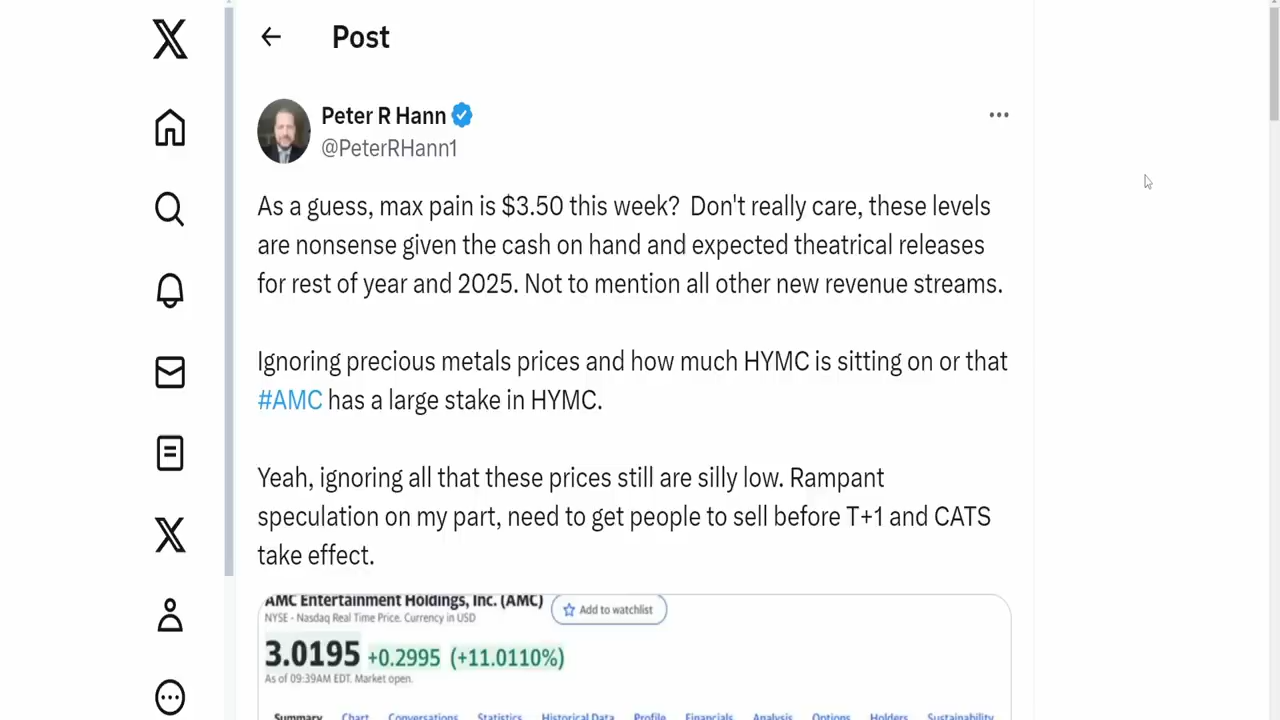 Post
Peter R Hann
@PeterRHann1
As a guess, max pain is $3.50 this week?  Don't really care, these levels
are nonsense given the cash on hand and expected theatrical releases
for rest of year and 2025. Not to mention all other new revenue streams.
Ignoring precious metals prices and how much HYMC is sitting on or that
#AMC has a large stake in HYMC.
Yeah, ignoring all that these prices still are silly low. Rampant
speculation on my part, need to get people to sell before T+1 and CATS
take effect.
AMC Entertainment Holdings, Inc. (AMC)
Add to watchlist
NYSE - Nasdaq Real Time Price. Currency in USD
3.0195 +0.2995 (+11.0110%)
As of 09:39AM EDT. Market open.
Summary Chart Conversations Statistics Historical Data Profile Financials Analysis Options Holders Sustainability